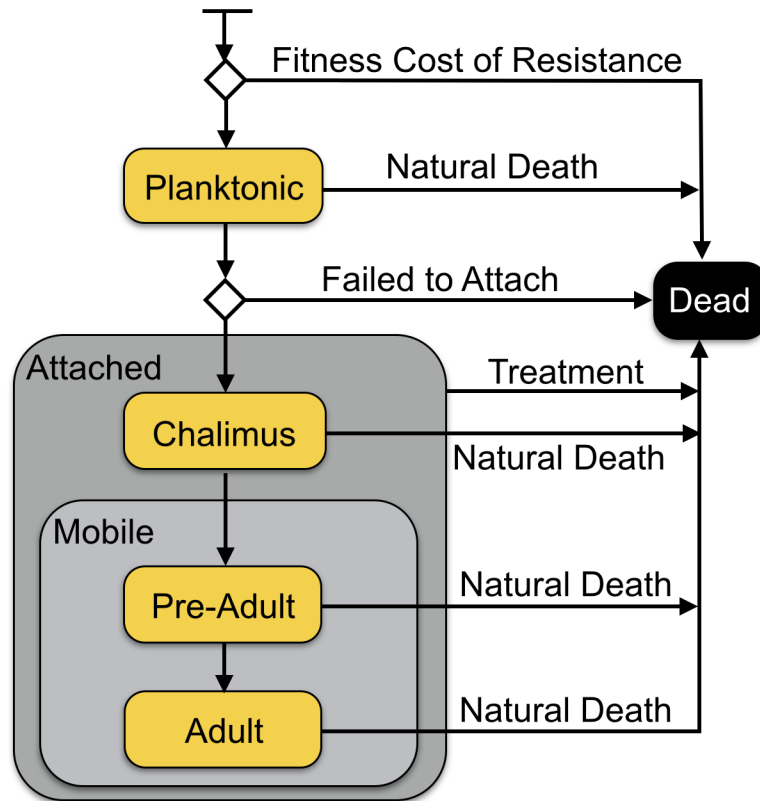 Fitness Cost of Resistance
Planktonic
Natural Death
Failed to Attach
Dead
Attached
Treatment
Chalimus
Natural Death
Mobile
Pre-Adult
Natural Death
Adult
Natural Death